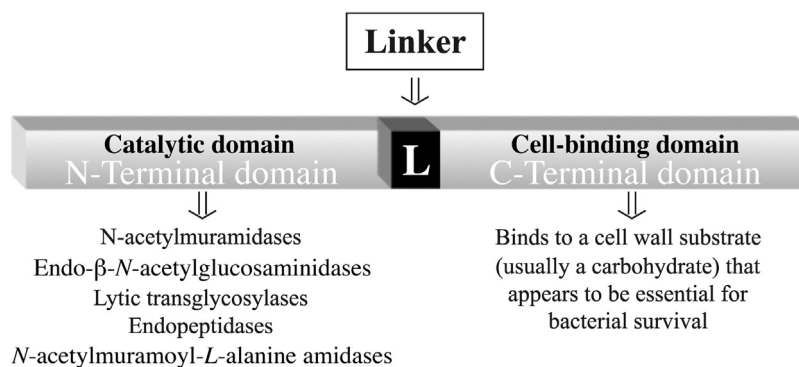 Linker
Catalytic domain
N-Terminal domain
L
Cell-binding domain
C-Terminal domain
N-acetylmuramidases
Endo-β-N-acetylglucosaminidases
Lytic transglycosylases
Endopeptidases
N-acetylmuramoyl-L-alanine amidases
Binds to a cell wall substrate
(usually a carbohydrate) that
appears to be essential for
bacterial survival